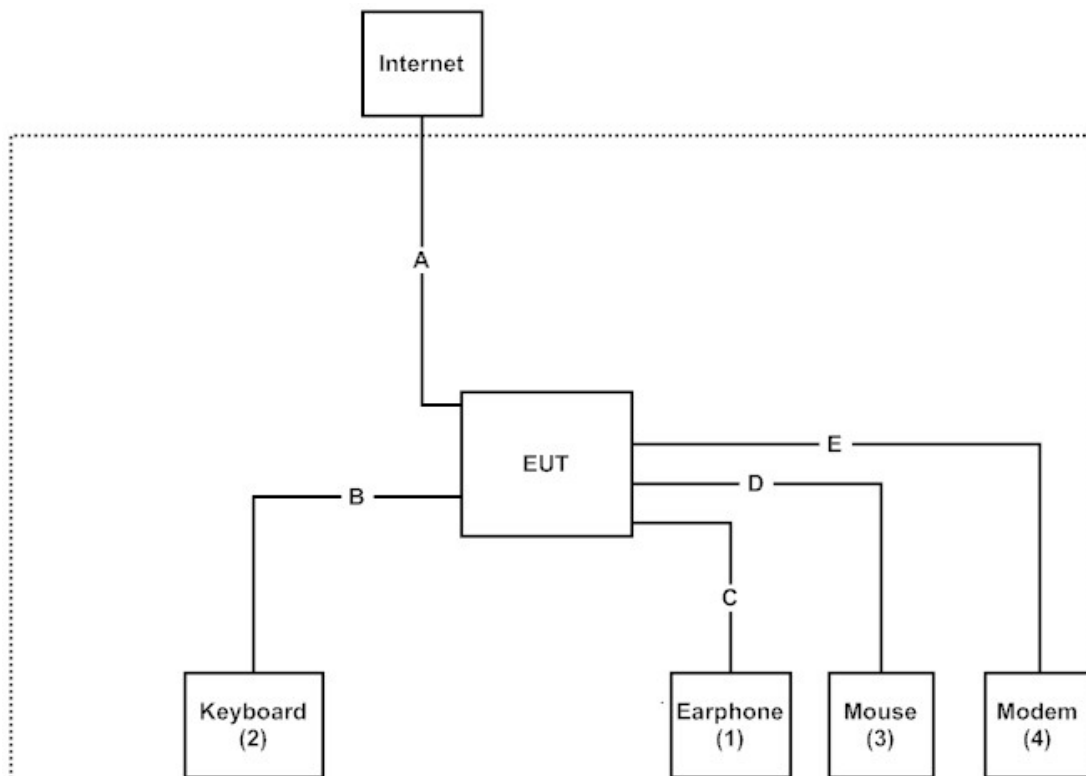 Internet
A
EUT
E
D
B
C
Keyboard
(2)
Earphone
(1)
Mouse
(3)
Modem
(4)